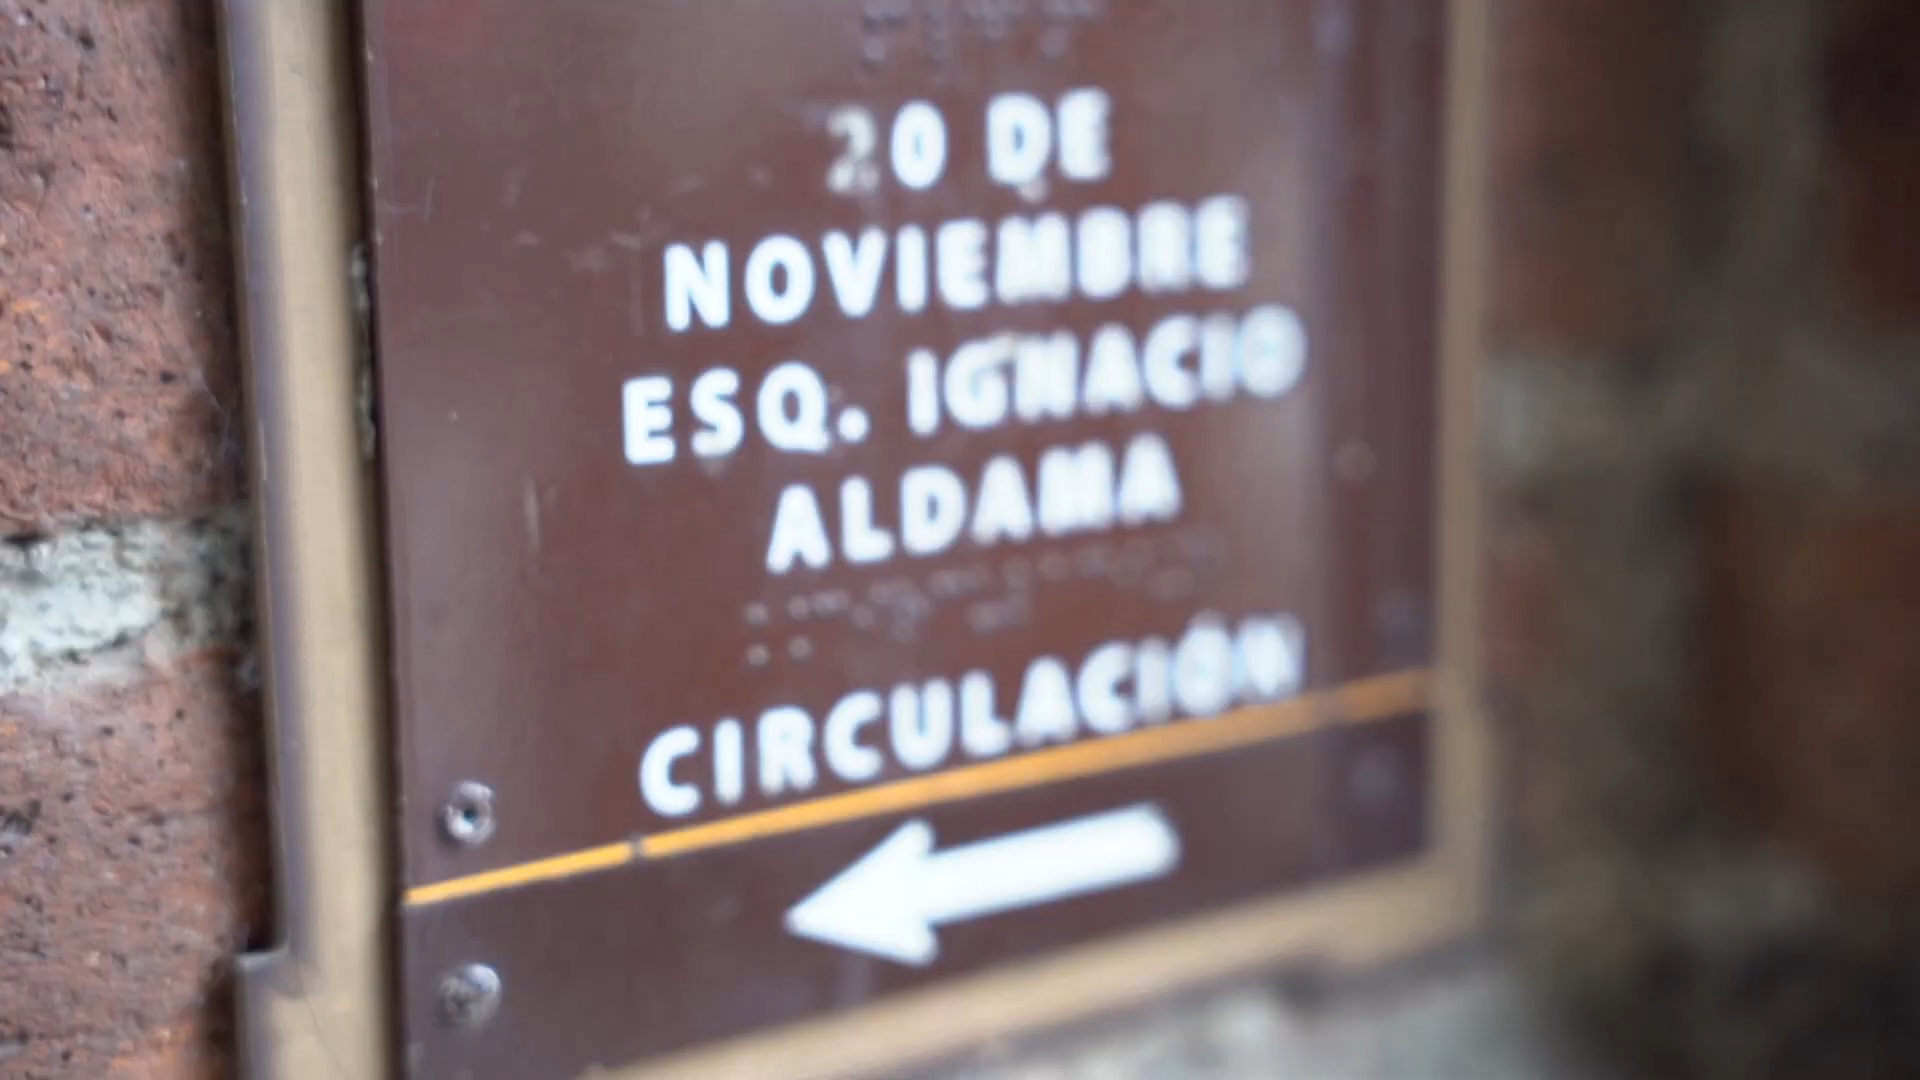 20 DE
NOVIEMBRE
ESQ. IGNACIO
ALDAMA
CIRCULACIÓN